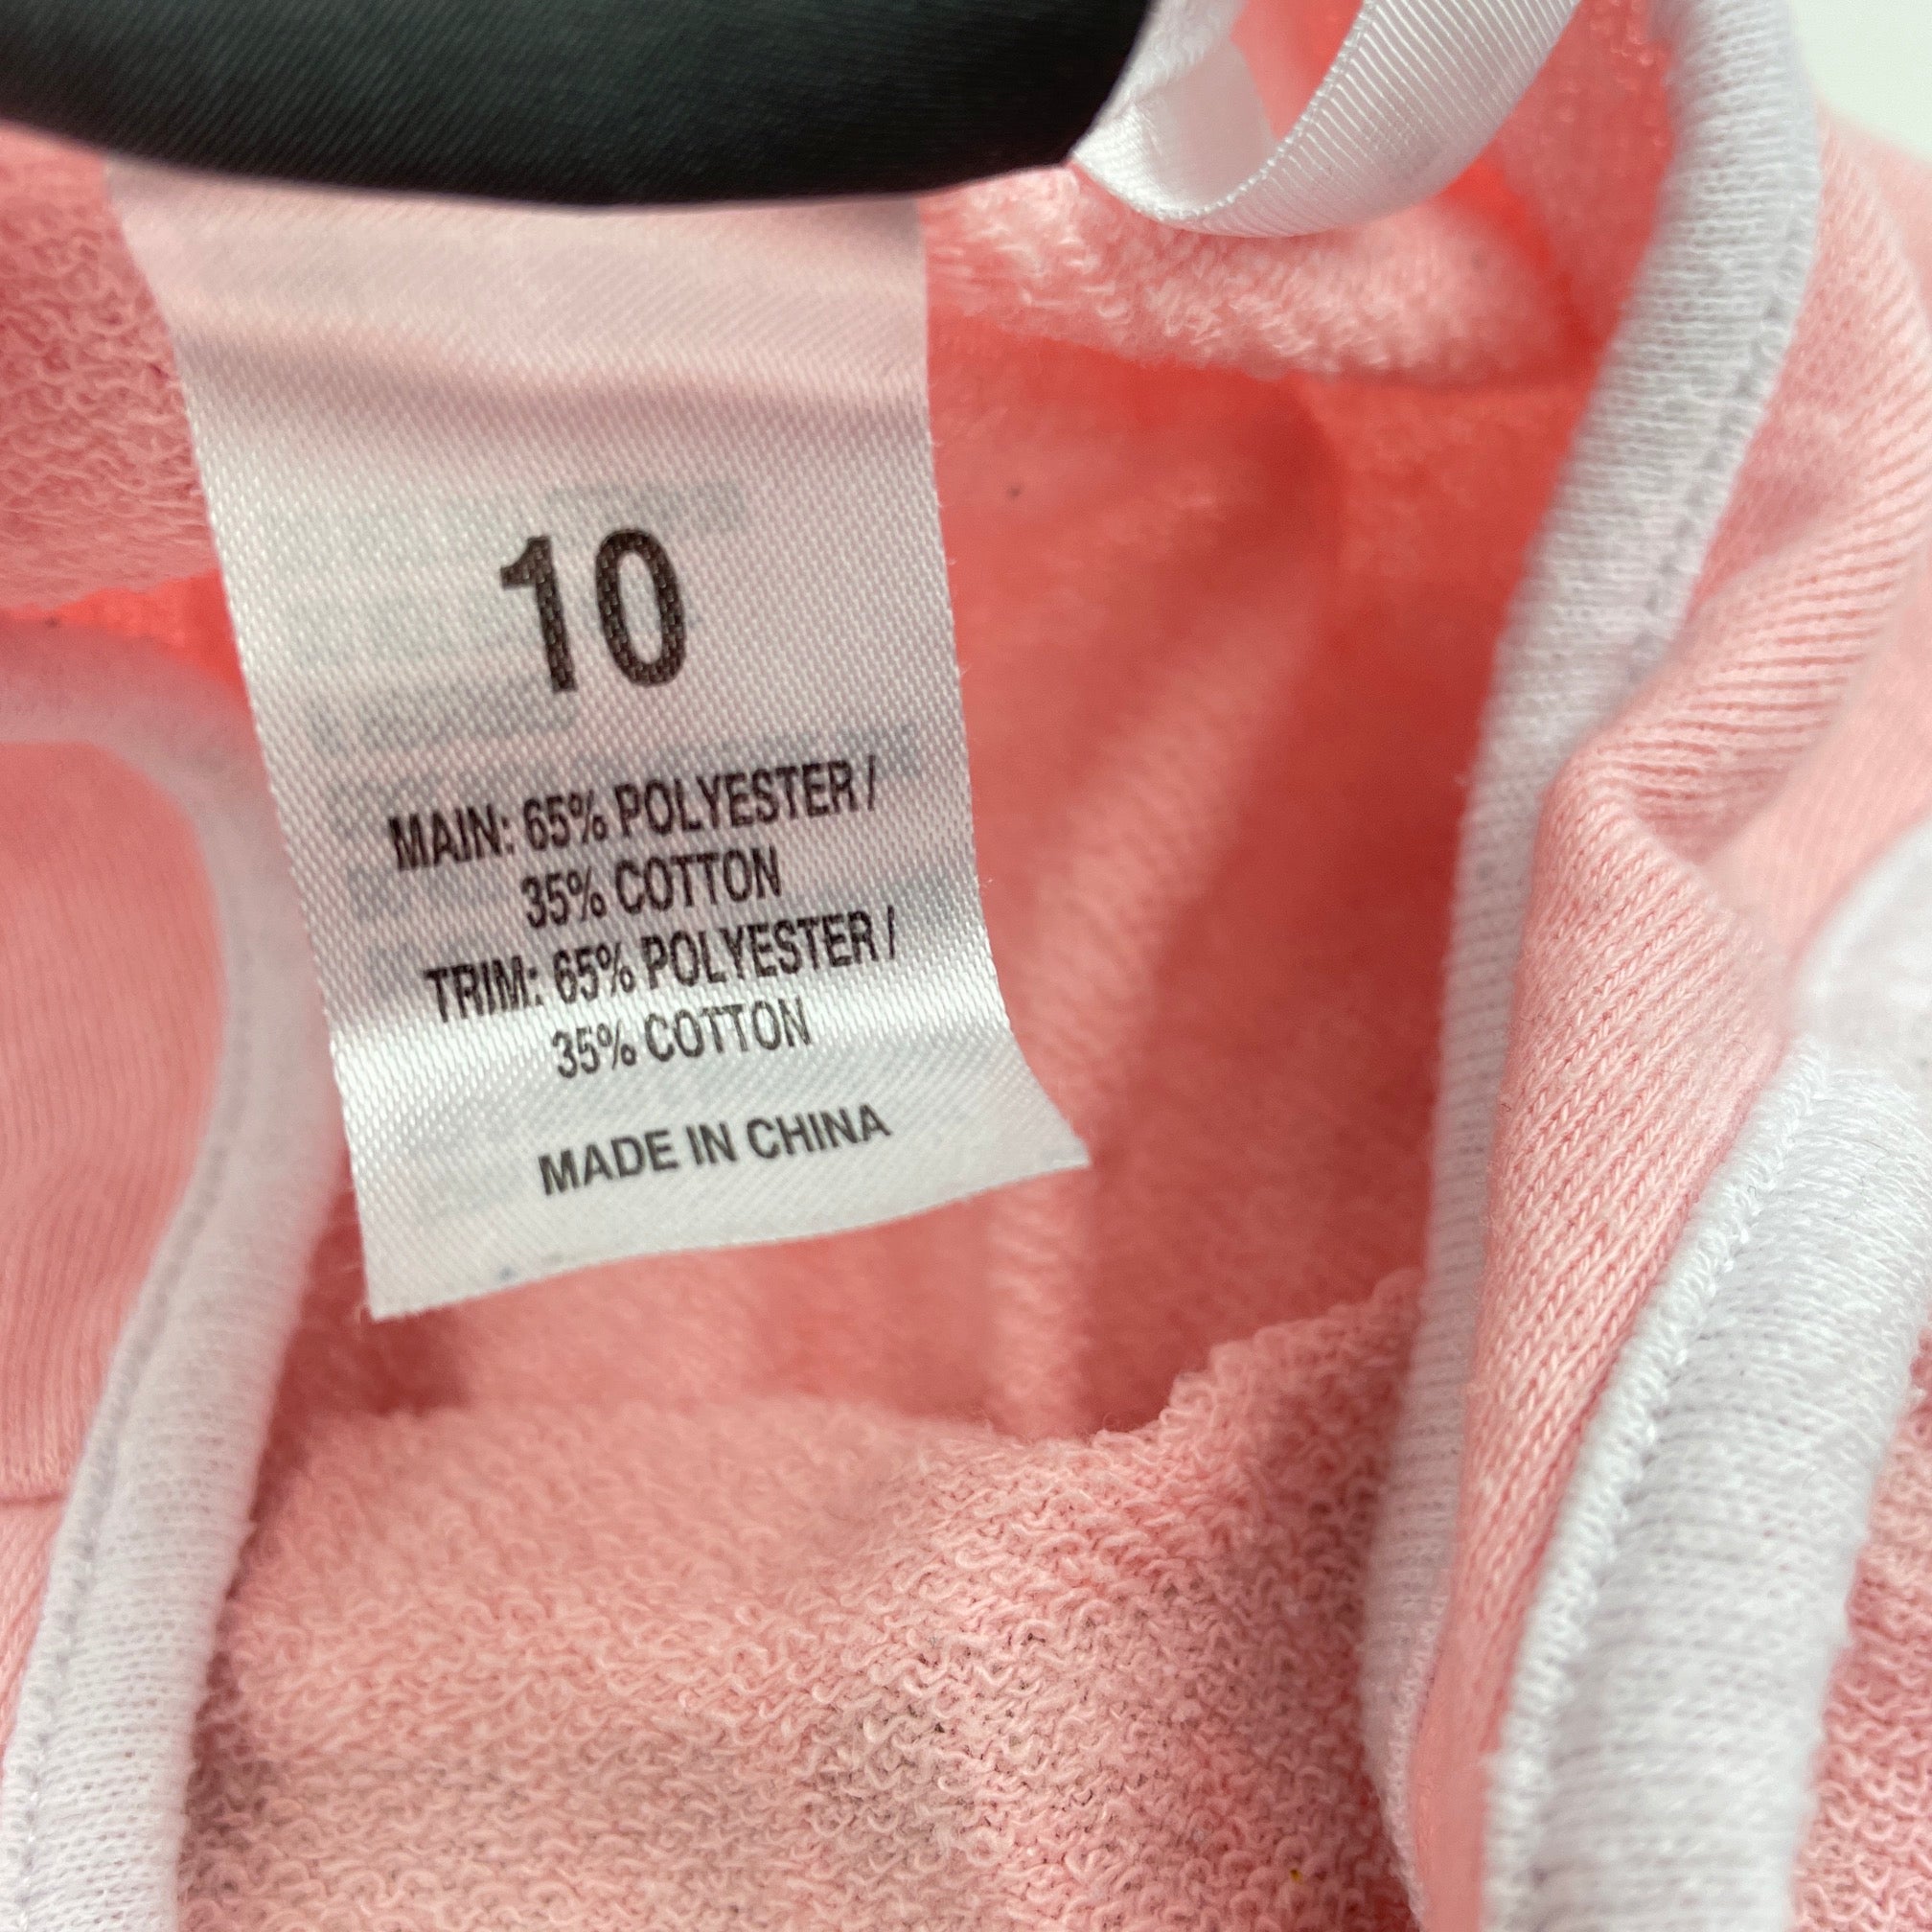 10
MAIN: 65% POLYESTER /
35% COTTON
TRIM: 65% POLYESTER /
35% COTTON
MADE IN CHINA